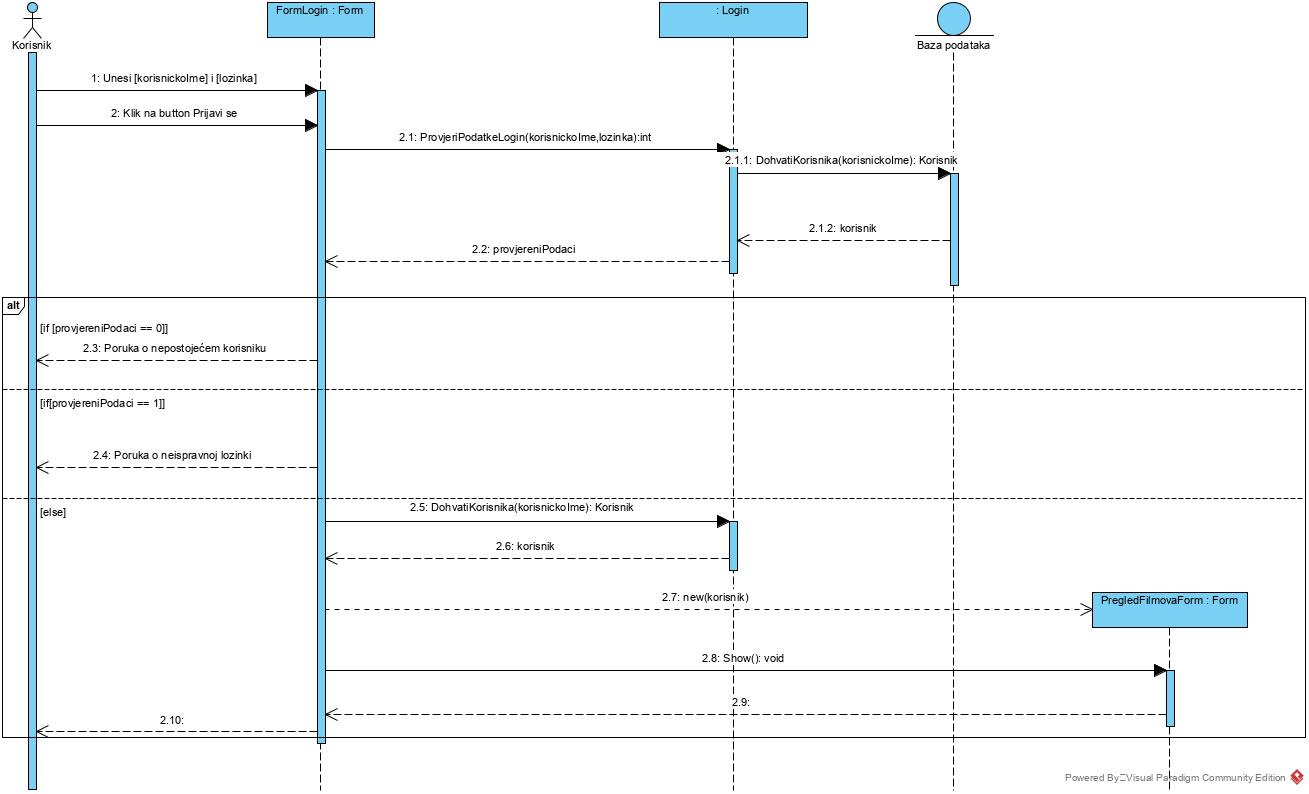 FormLogin : Form
: Login
Korisnik
Baza podataka
1: Unesi [korisnickoIme] i [lozinka]
2: Klik na button Prijavi se
2.1: ProvjeriPodatkeLogin(korisnickoIme,lozinka):int
2.1.1: DohvatiKorisnika(korisnickoIme): Korisnik
2.1.2: korisnik
2.2: provjereniPodaci
alt
[if [provjereniPodaci == 0]]
2.3: Poruka o nepostojećem korisniku
[if[provjereniPodaci == 1]]
2.4: Poruka o neispravnoj lozinki
[else]
2.5: DohvatiKorisnika(korisnickoIme): Korisnik
2.6: korisnik
2.7: new(korisnik)
PregledFilmovaForm : Form
2.8: Show(): void
2.9:
2.10:
Powered By Visual Paradigm Community Edition